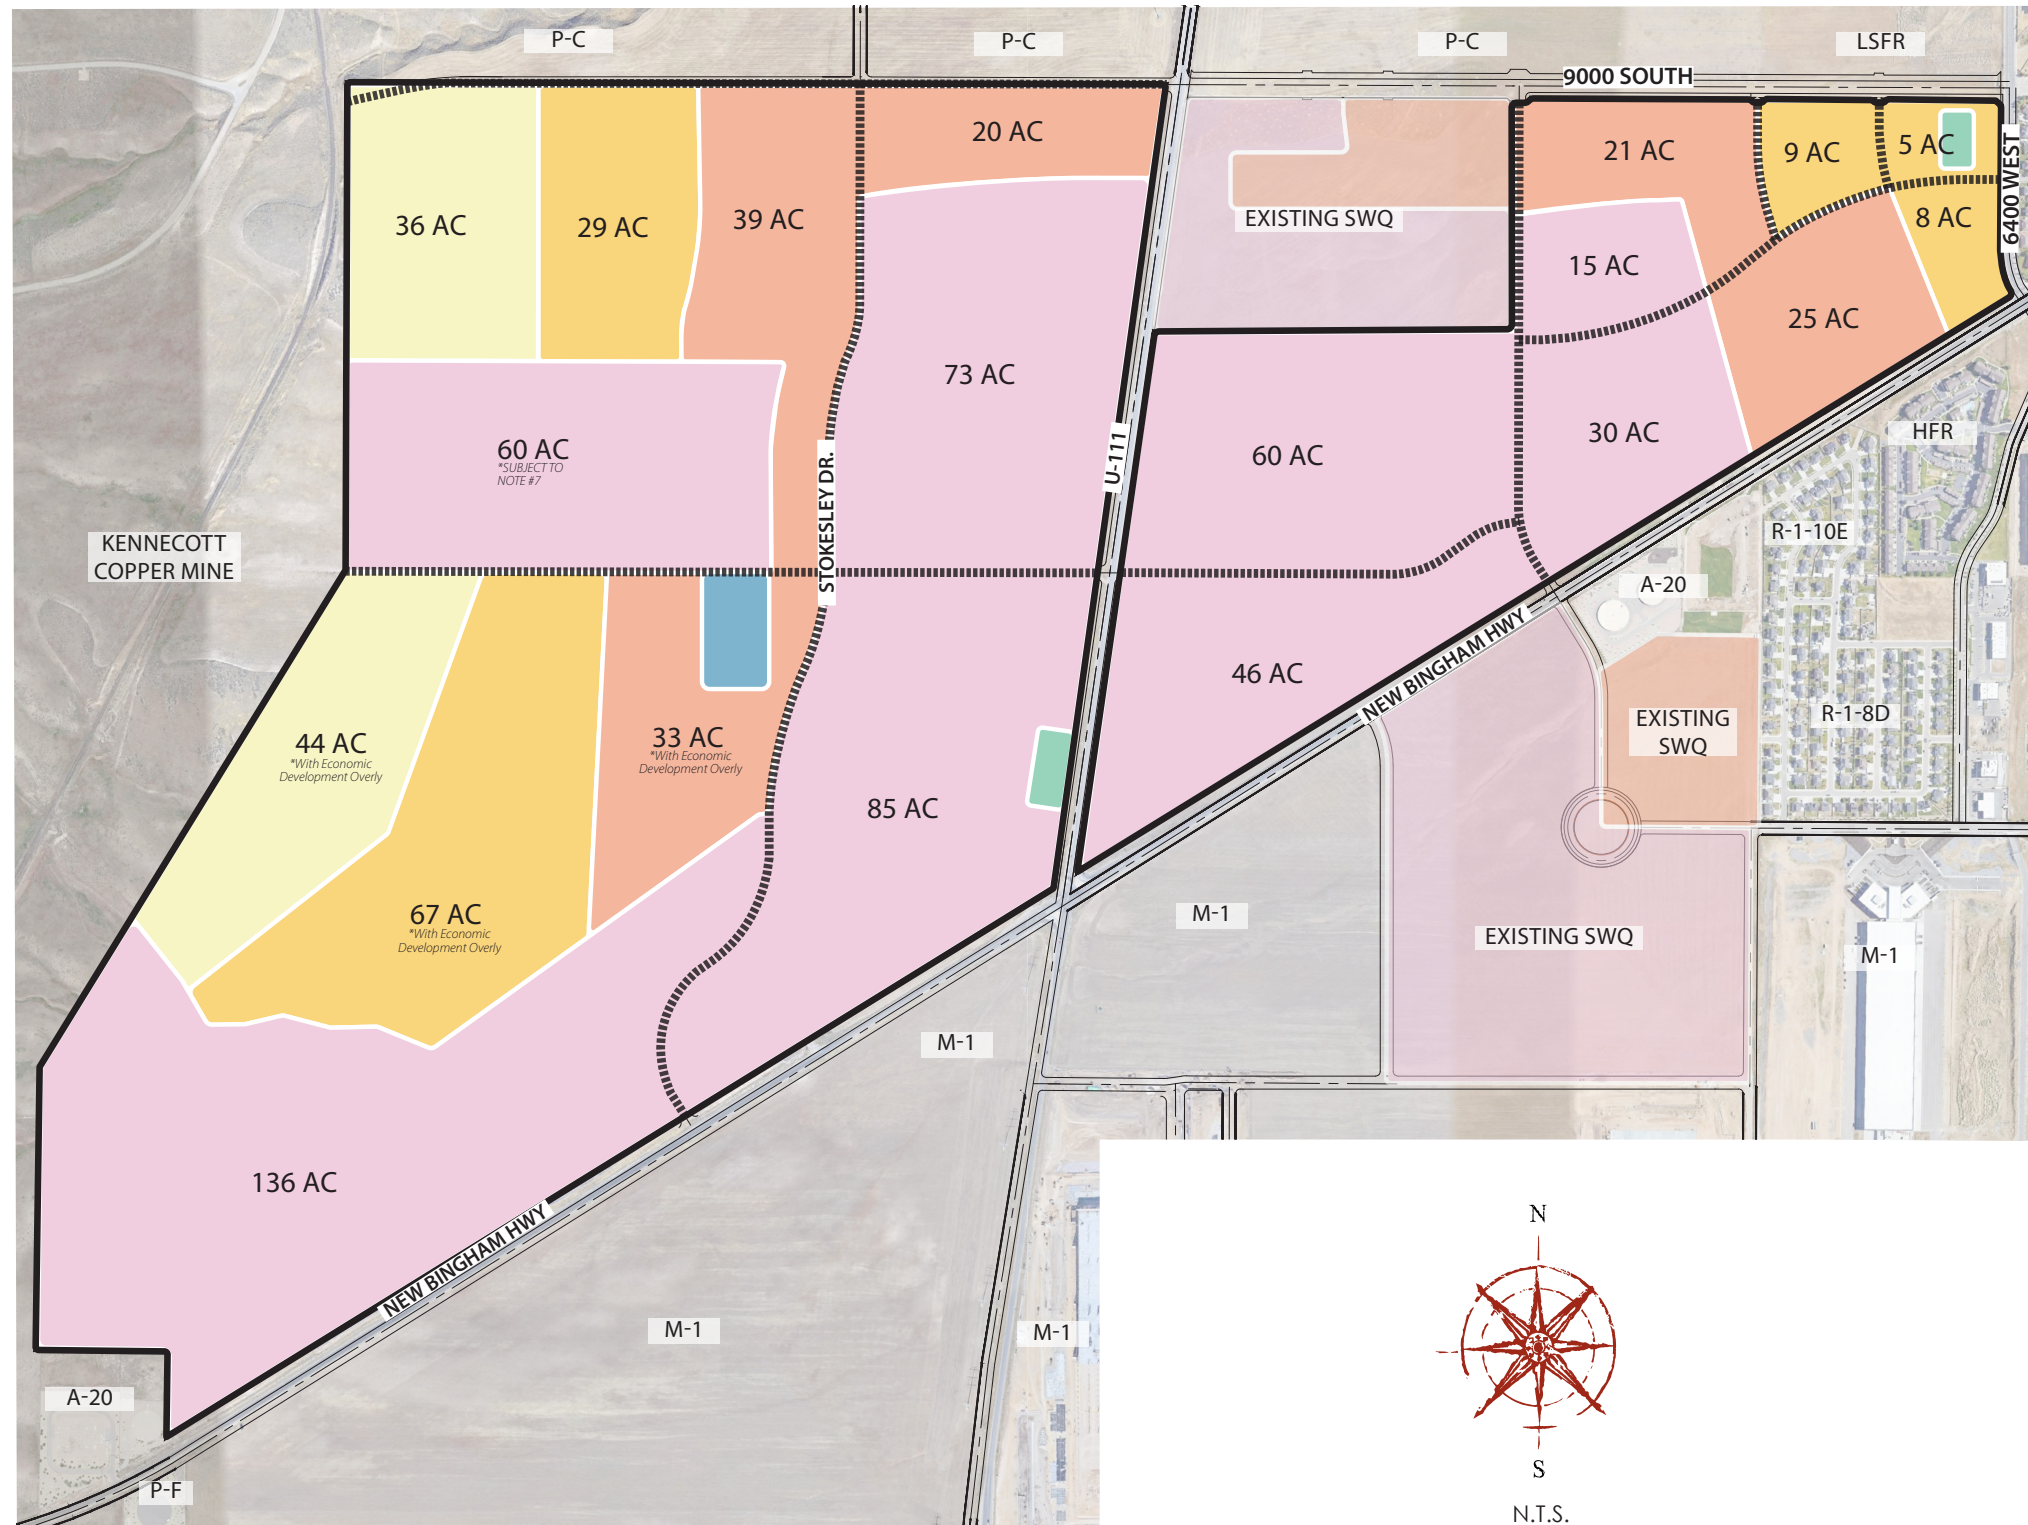 P-C
P-C
P-C
LSFR
9000 SOUTH
20 AC
21 AC
9 AC
5 AC
6400 WEST
36 AC
29 AC
39 AC
EXISTING SWQ
8 AC
15 AC
25 AC
73 AC
60 AC
*SUBJECT TO
NOTE #7
STOKESLEY DR.
U-111
60 AC
30 AC
HFR
R-1-10E
KENNECOTT
COPPER MINE
A-20
NEW BINGHAM HWY
46 AC
EXISTING
SWQ
R-1-8D
44 AC
*With Economic
Development Overly
33 AC
*With Economic
Development Overly
85 AC
67 AC
*With Economic
Development Overly
M-1
EXISTING SWQ
M-1
M-1
136 AC
NEW BINGHAM HWY
M-1
M-1
A-20
P-F
N
S
N.T.S.